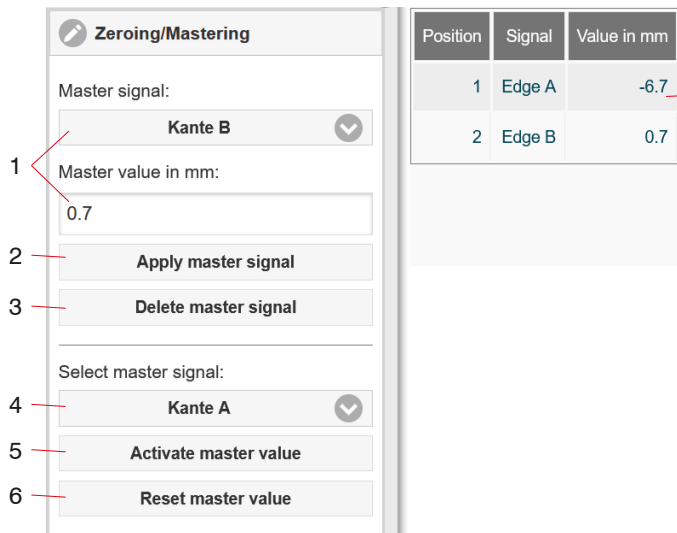 Zeroing/Mastering
Master signal:
Kante B
1
Master value in mm:
0.7
2 Apply master signal
3 Delete master signal
Select master signal:
4 Kante A
5 Activate master value
6 Reset master value
Position Signal Value in mm
1 Edge A -6.7
2 Edge B 0.7